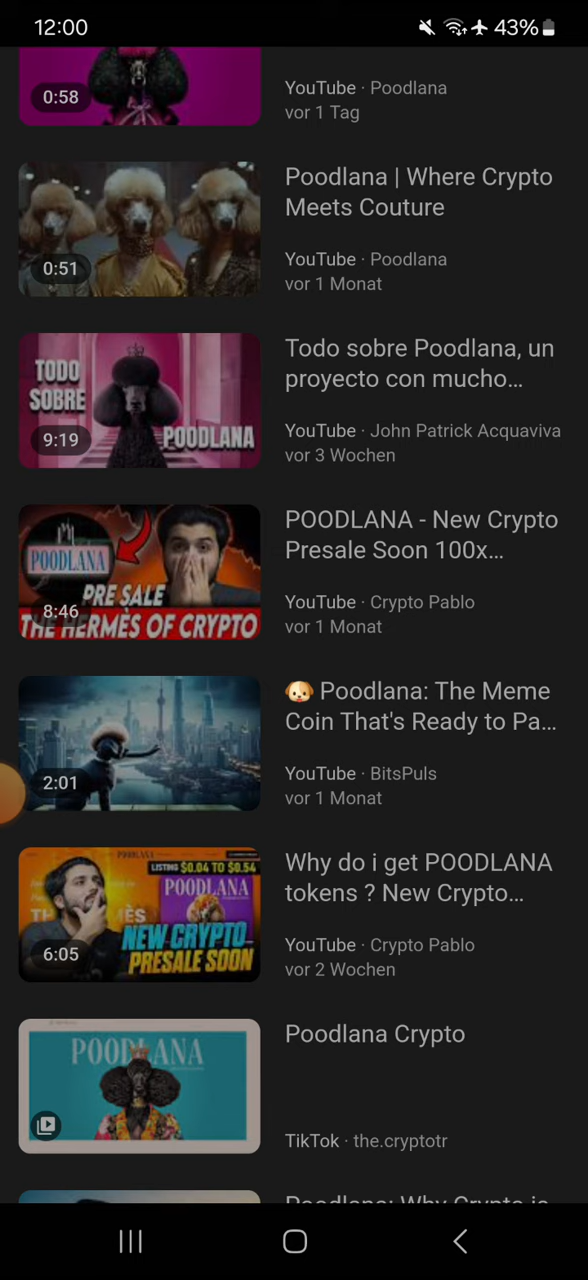 12:00
43%
0:58
YouTube · Poodlana
vor 1 Tag
0:51
Poodlana | Where Crypto
Meets Couture
YouTube · Poodlana
vor 1 Monat
TODO
SOBRE
POODLANA
9:19
Todo sobre Poodlana, un
proyecto con mucho...
YouTube · John Patrick Acquaviva
vor 3 Wochen
POODLANA
PRE SALE
THE HERMÈS OF CRYPTO
8:46
POODLANA - New Crypto
Presale Soon 100x...
YouTube · Crypto Pablo
vor 1 Monat
2:01
🐶 Poodlana: The Meme
Coin That's Ready to Pa...
YouTube · BitsPuls
vor 1 Monat
LISTING $0.04 TO $0.54
POODLANA
NEW CRYPTO
PRESALE SOON
6:05
Why do i get POODLANA
tokens ? New Crypto...
YouTube · Crypto Pablo
vor 2 Wochen
POODLANA
Poodlana Crypto
TikTok · the.cryptotr
Poodlana: Why Crypto is